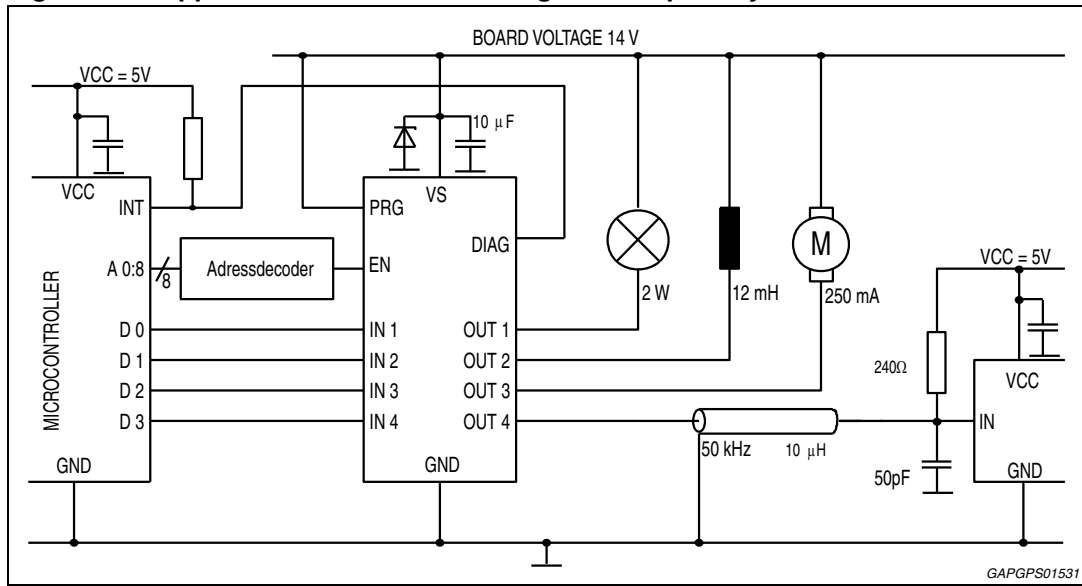 BOARD VOLTAGE 14 V
VCC = 5V
10 μF
VCC
INT
A 0:8
8
Adressdecoder
MICROCONTROLLER
D 0
D 1
D 2
D 3
GND
VS
PRG
EN
DIAG
IN 1
IN 2
IN 3
IN 4
OUT 1
OUT 2
OUT 3
OUT 4
GND
2 W
12 mH
M
250 mA
VCC = 5V
240Ω
VCC
IN
GND
50 kHz
10 μH
50pF
GAPGPS01531